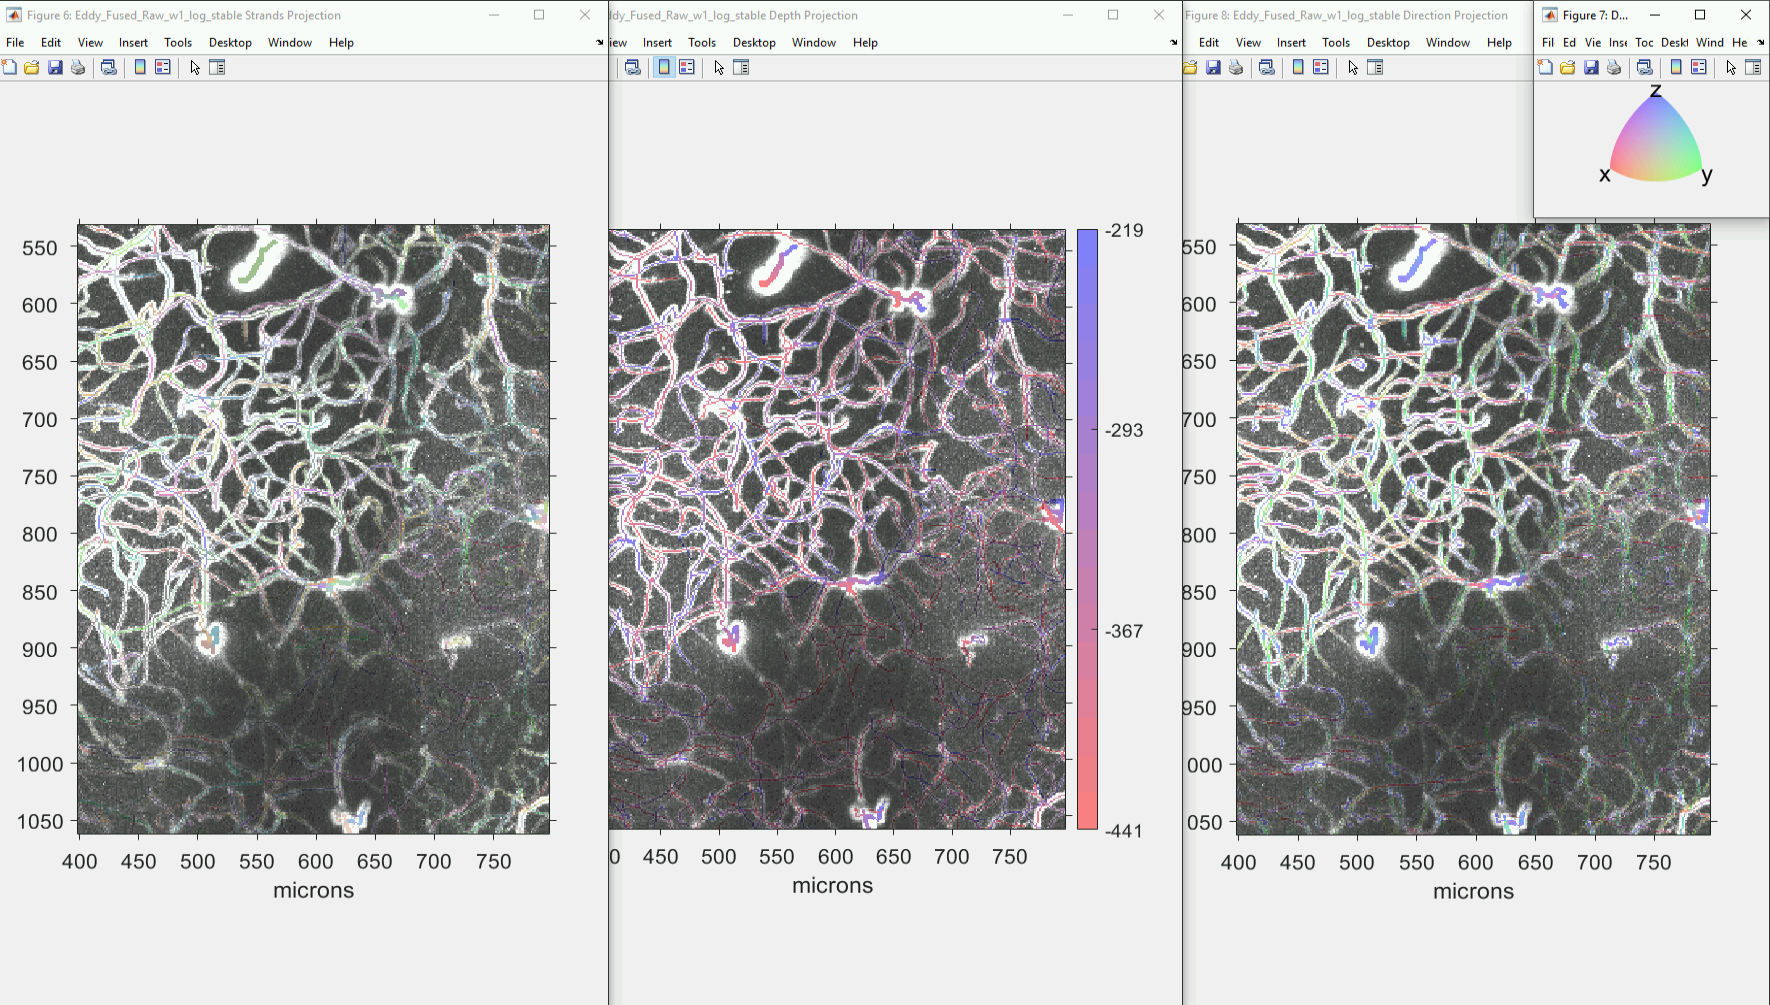 Figure 6: Eddy_Fused_Raw_w1_log_stable Strands Projection
File Edit View Insert Tools Desktop Window Help
550
600
650
700
750
800
850
900
950
1000
1050
400 450 500 550 600 650 700 750
microns
ddy_Fused_Raw_w1_log_stable Depth Projection
iew Insert Tools Desktop Window Help
-219
-293
-367
-441
0 450 500 550 600 650 700 750
microns
Figure 8: Eddy_Fused_Raw_w1_log_stable Direction Projection
Edit View Insert Tools Desktop Window Help
550
600
650
700
750
800
850
900
950
000
050
400 450 500 550 600 650 700 750
microns
Figure 7: D...
Fil Ed Vie Inse Toc Deskt Wind He
z
x y